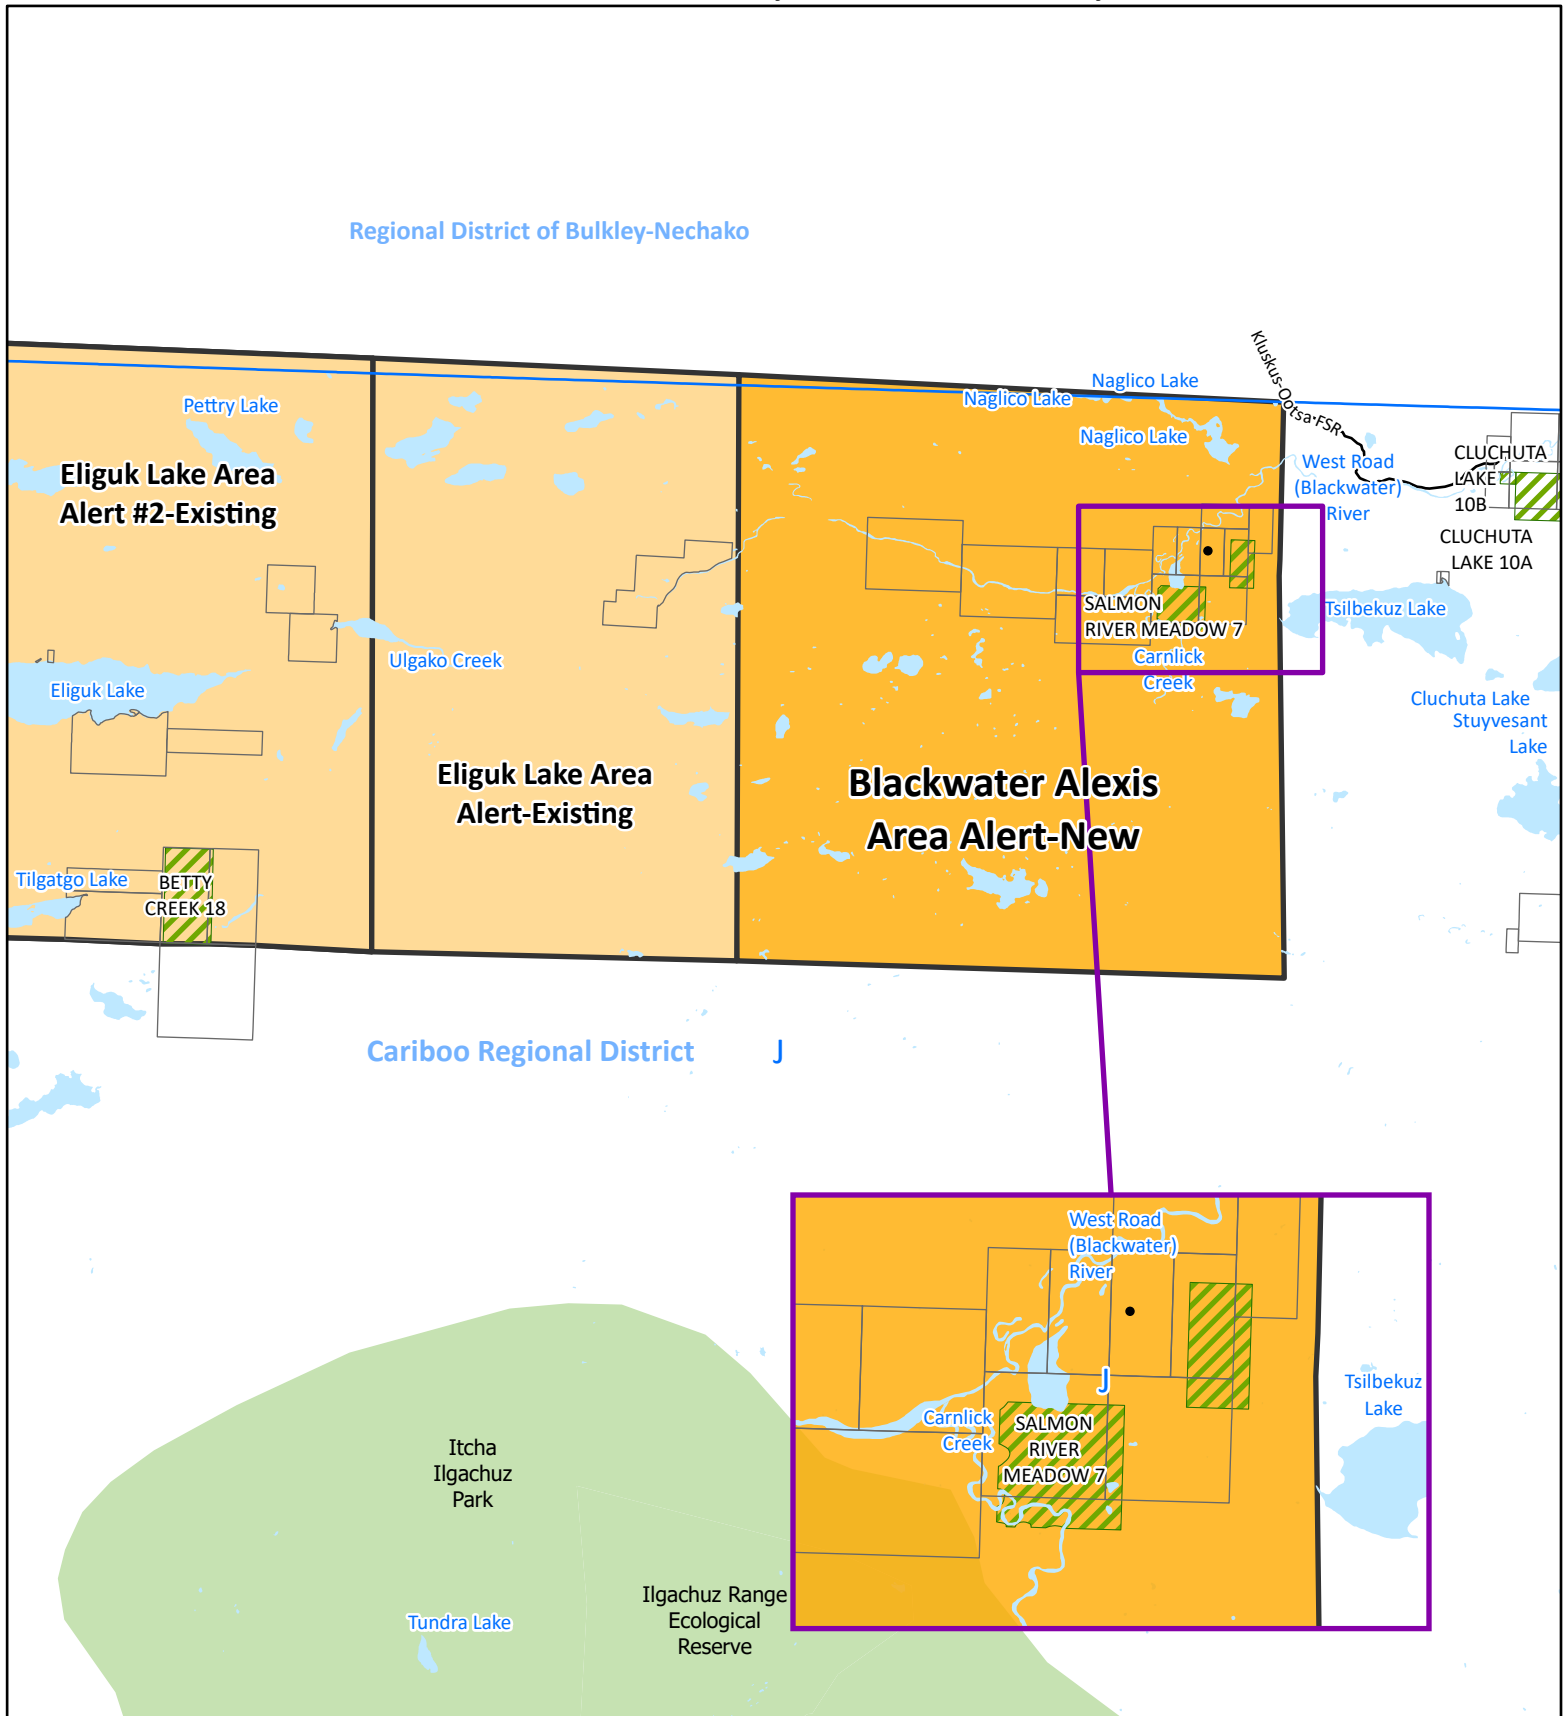 Regional District of Bulkley-Nechako
Kluskus-Ootsa FSR
Naglico Lake
Naglico Lake
Naglico Lake
Pettry Lake
Eliguk Lake Area
Alert #2-Existing
West Road
(Blackwater)
River
CLUCHUTA
LAKE
10B
CLUCHUTA
LAKE 10A
SALMON
RIVER MEADOW 7
Tsilbekuz Lake
Carnlick
Creek
Ulgako Creek
Eliguk Lake
Cluchuta Lake
Stuyvesant
Lake
Eliguk Lake Area
Alert-Existing
Blackwater Alexis
Area Alert-New
Tilgatgo Lake
BETTY
CREEK 18
Cariboo Regional District
J
West Road
(Blackwater)
River
J
Tsilbekuz
Lake
Carnlick
Creek
SALMON
RIVER
MEADOW 7
Itcha
Ilgachuz
Park
Ilgachuz Range
Ecological
Reserve
Tundra Lake